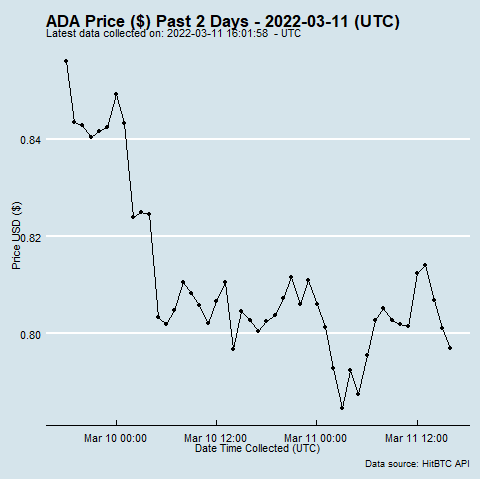 ADA Price ($) Past 2 Days - 2022-03-11 (UTC)
Latest data collected on: 2022-03-11 16:01:58 - UTC
0.84
0.82
0.80
Price USD ($)
Mar 10 00:00 Mar 10 12:00 Mar 11 00:00 Mar 11 12:00
Date Time Collected (UTC)
Data source: HitBTC API